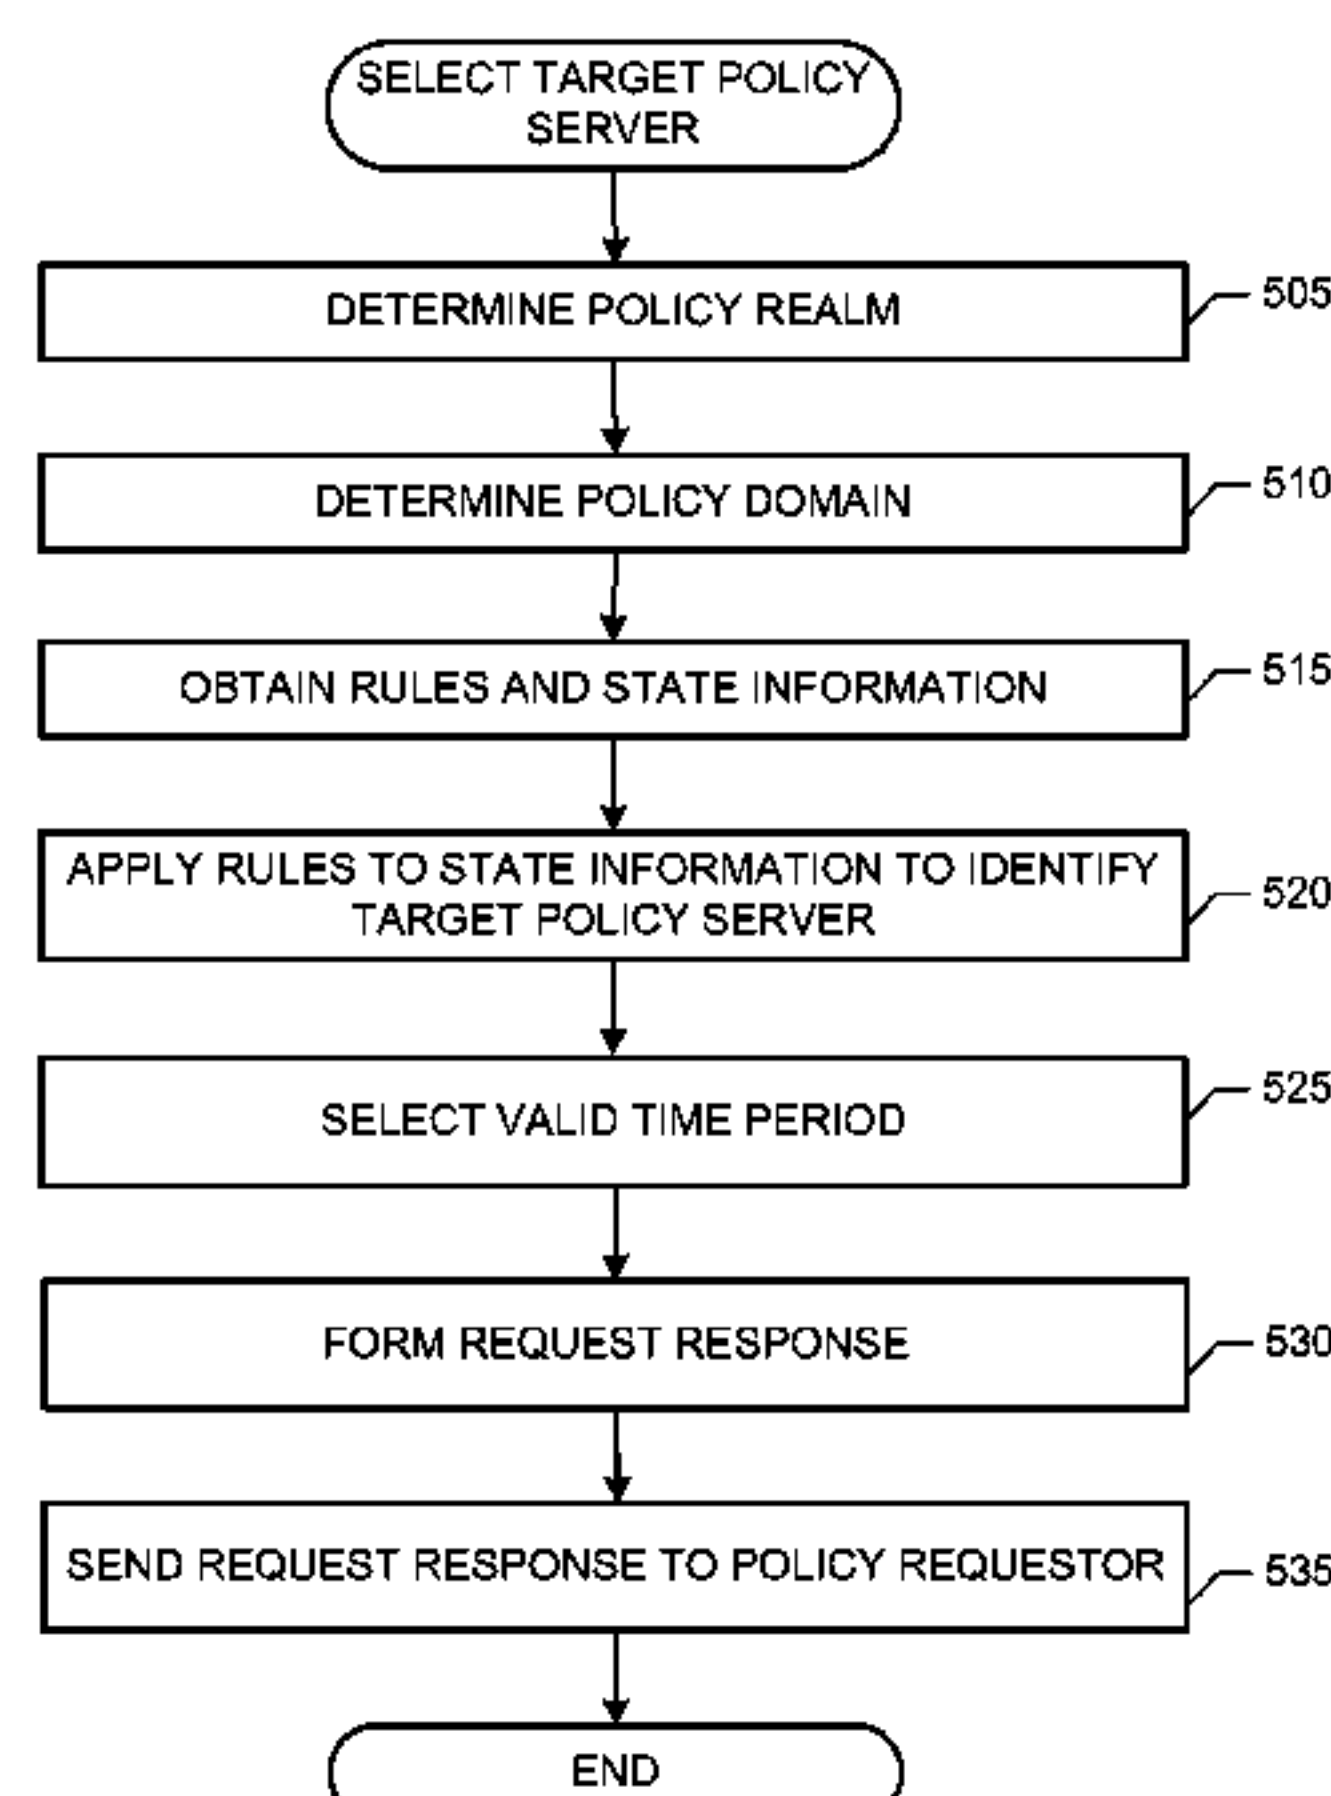 SELECT TARGET POLICY
SERVER
DETERMINE POLICY REALM
505
DETERMINE POLICY DOMAIN
510
OBTAIN RULES AND STATE INFORMATION
515
APPLY RULES TO STATE INFORMATION TO IDENTIFY
TARGET POLICY SERVER
520
SELECT VALID TIME PERIOD
525
FORM REQUEST RESPONSE
530
SEND REQUEST RESPONSE TO POLICY REQUESTOR
535
END